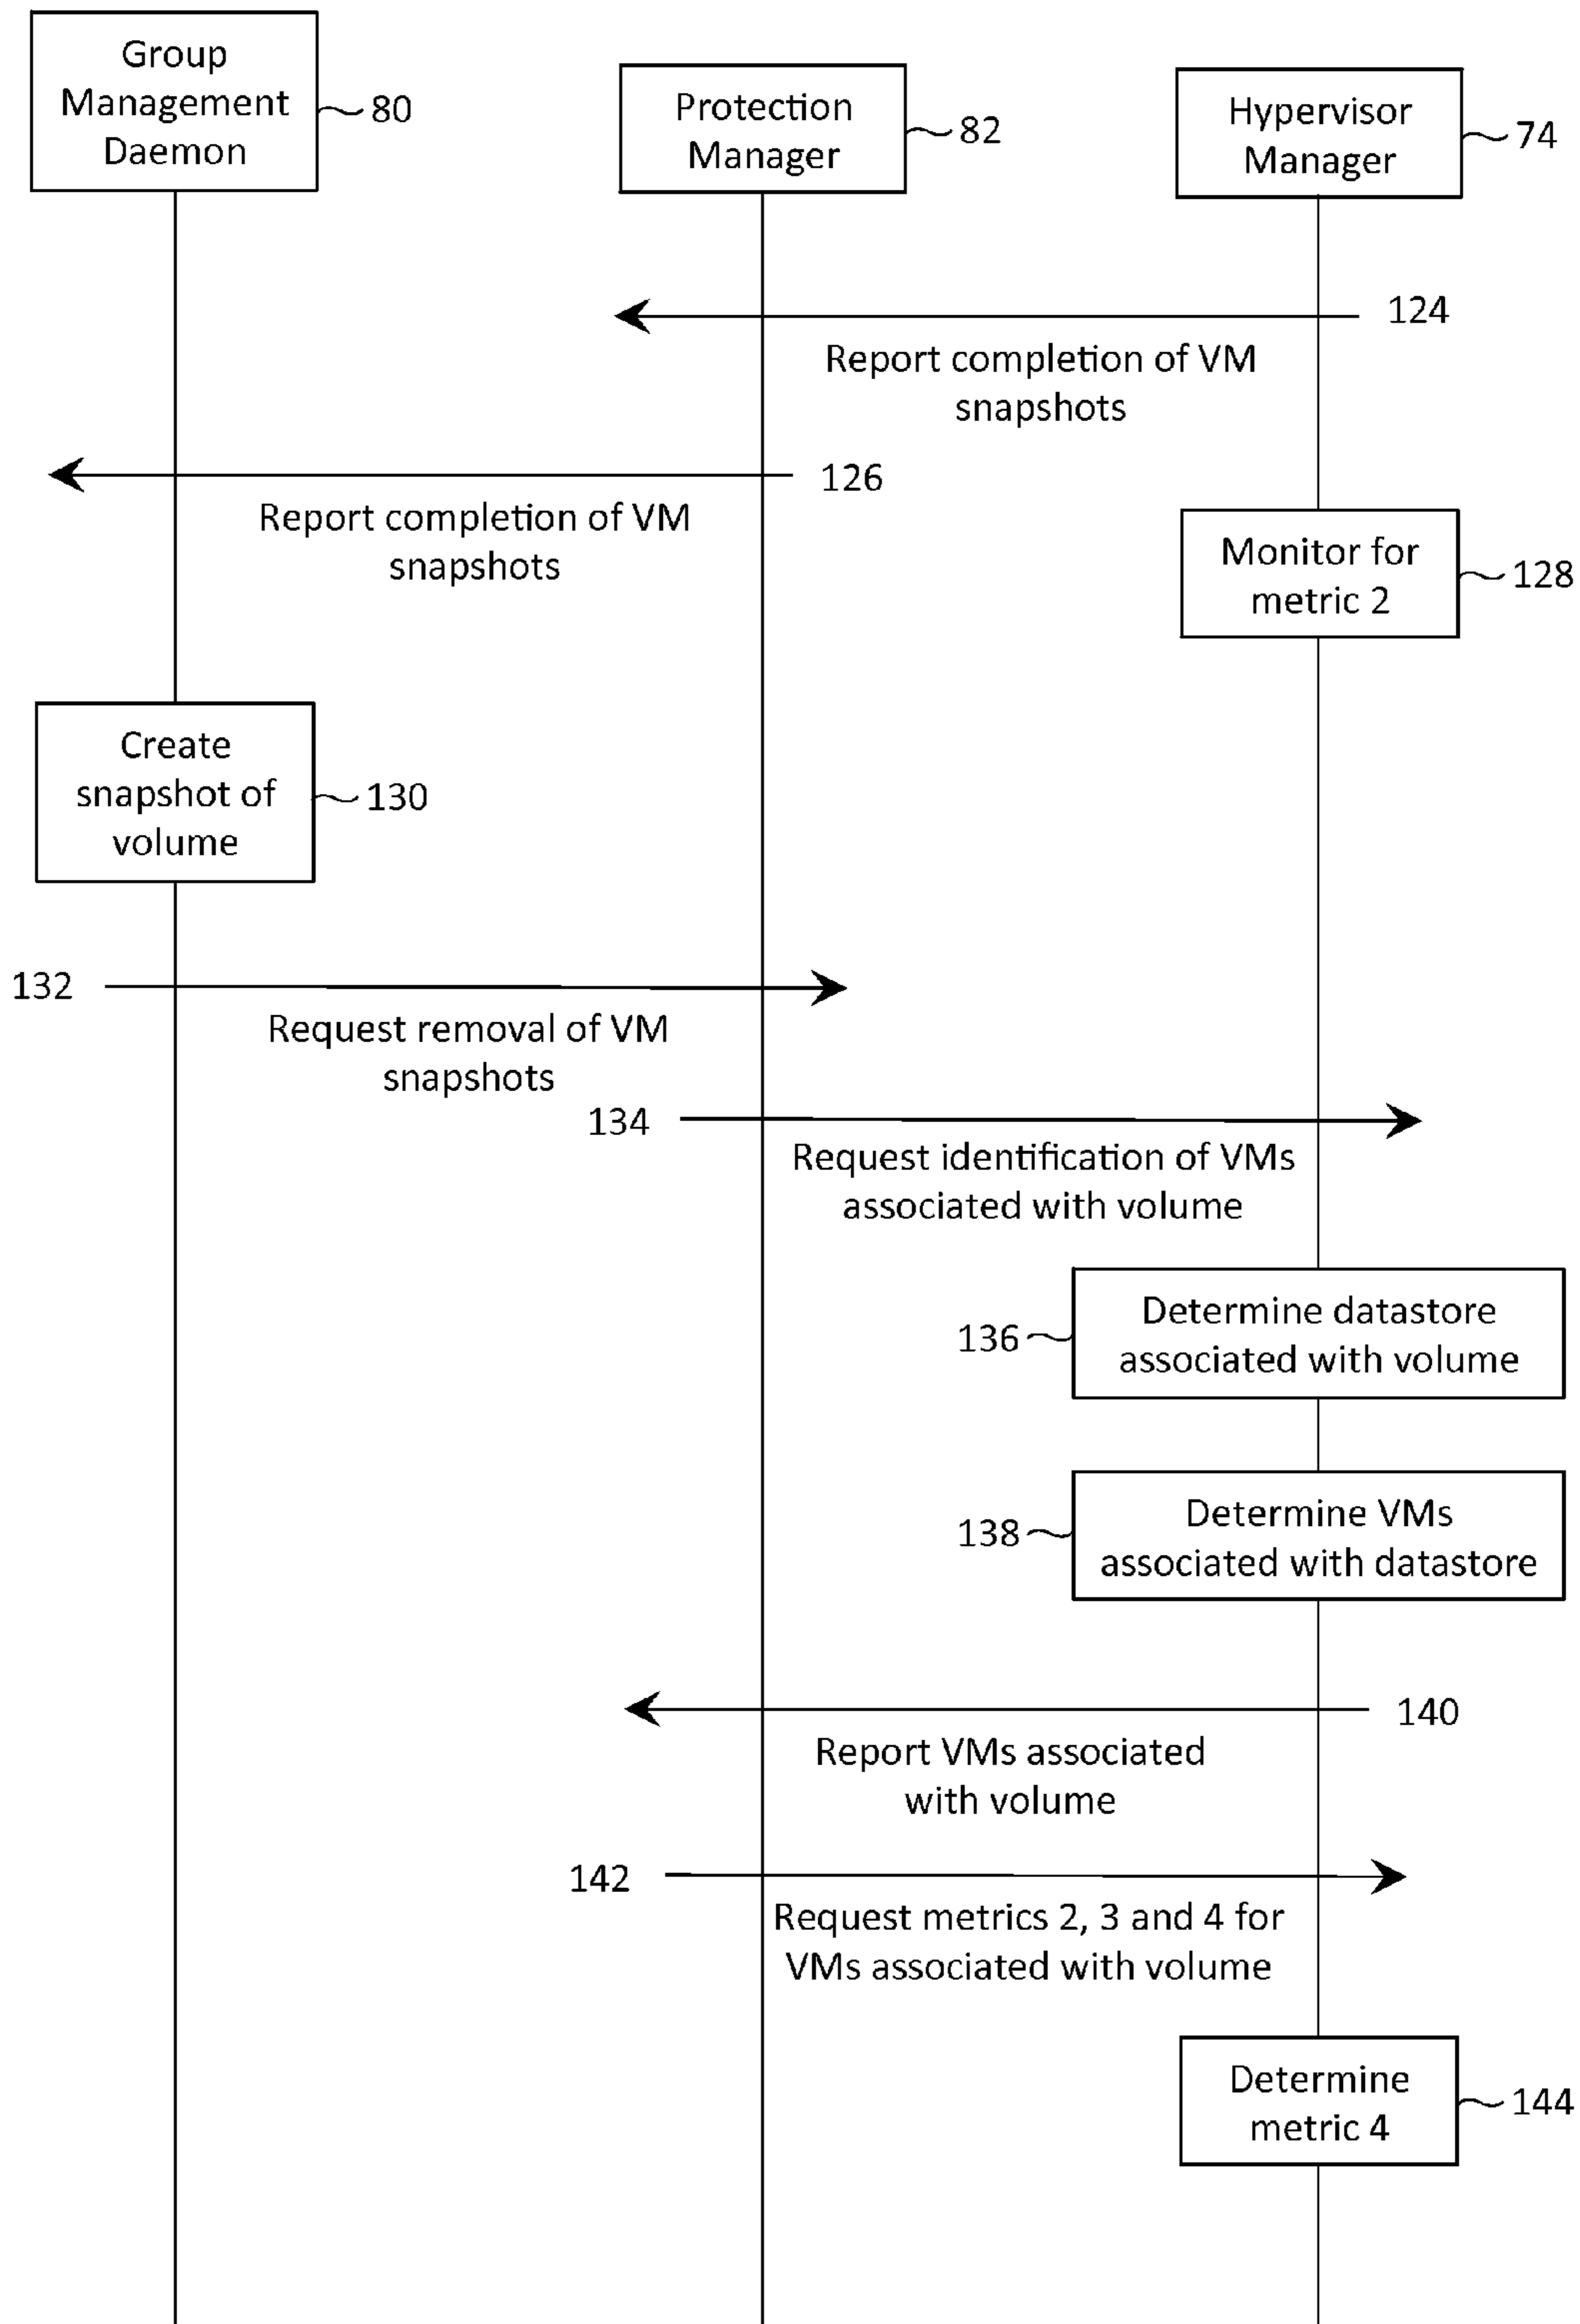 Group
Management
Daemon
80
Protection
Manager
82
Hypervisor
Manager
74
124
Report completion of VM
snapshots
126
Report completion of VM
snapshots
Monitor for
metric 2
128
Create
snapshot of
volume
130
132
Request removal of VM
snapshots
134
Request identification of VMs
associated with volume
136
Determine datastore
associated with volume
138
Determine VMs
associated with datastore
140
Report VMs associated
with volume
142
Request metrics 2, 3 and 4 for
VMs associated with volume
Determine
metric 4
144